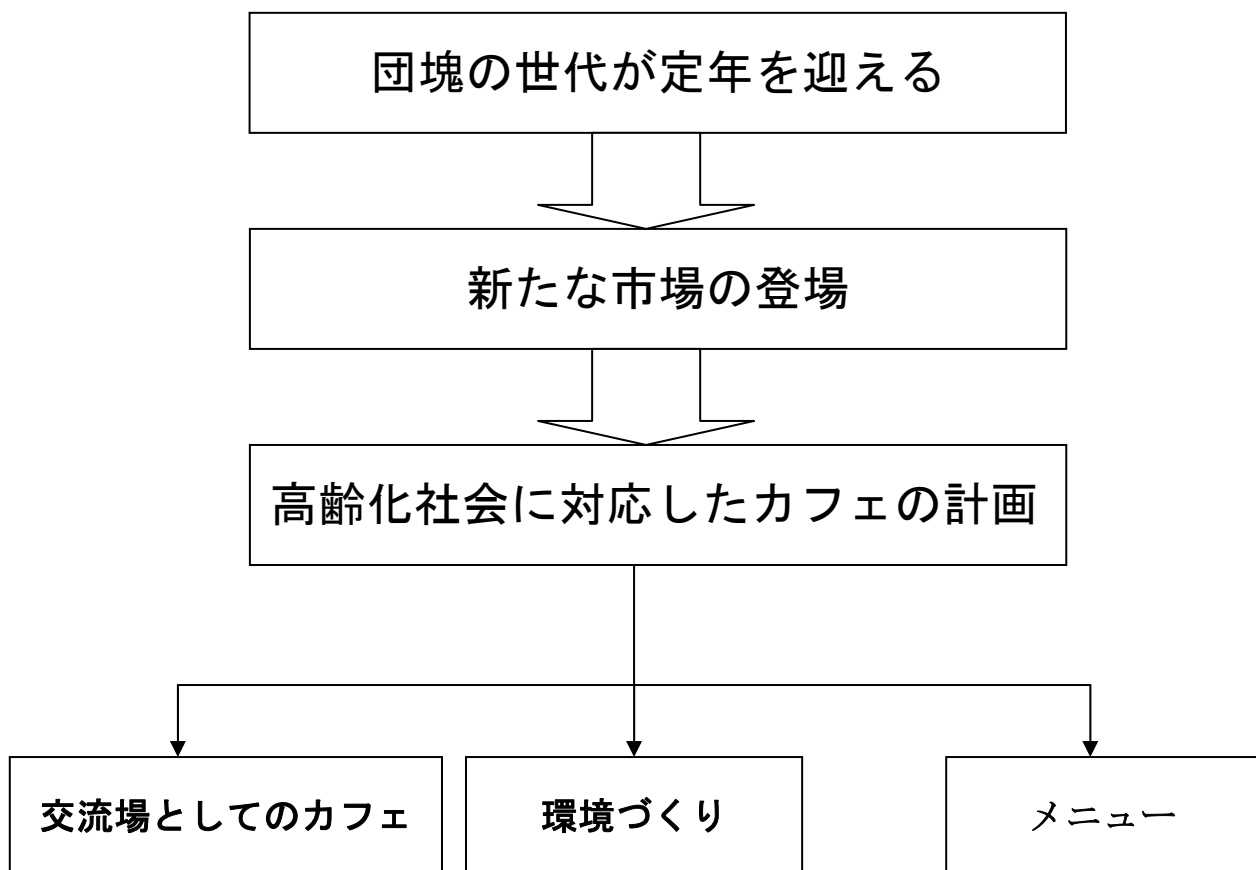 団塊の世代が定年を迎える
新たな市場の登場
高齢化社会に対応したカフェの計画
交流場としてのカフェ
環境づくり
メニュー